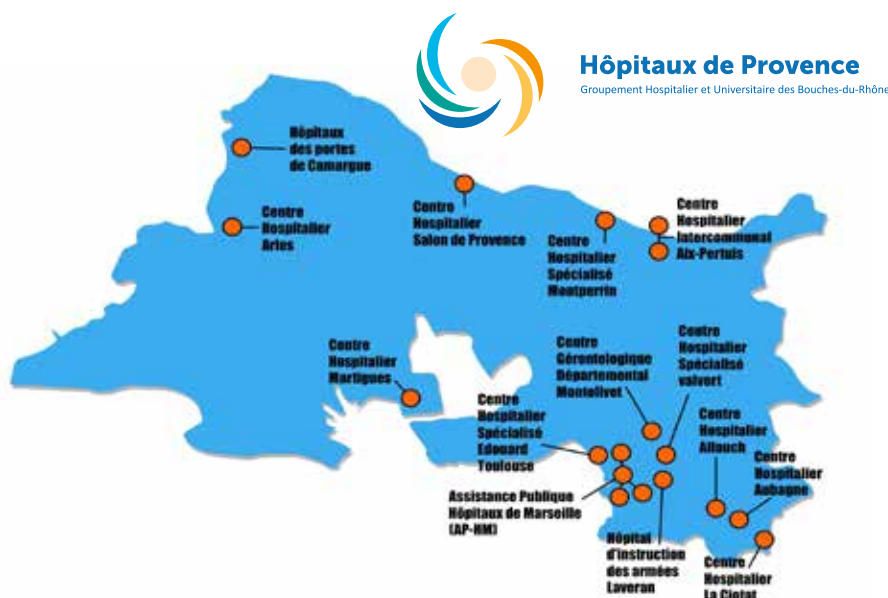 Hôpitaux de Provence
Groupement Hospitalier et Universitaire des Bouches-du-Rhône
Hôpitaux
des portes
de Camargue
Centre
Hospitalier
Arles
Centre
Hospitalier
Salon de Provence
Centre
Hospitalier
Spécialisé
Montperrin
Centre
Hospitalier
Intercommunal
Aix-Pertuis
Centre
Hospitalier
Martigues
Centre
Gérontologique
Départemental
Montolivet
Centre
Hospitalier
Spécialisé
valvert
Centre
Hospitalier
Spécialisé
Edouard
Toulouse
Centre
Hospitalier
Allauch
Centre
Hospitalier
Aubagne
Assistance Publique
Hôpitaux de Marseille
(AP-HM)
Hôpital
d'instruction
des armées
Laveran
Centre
Hospitalier
La Ciotat